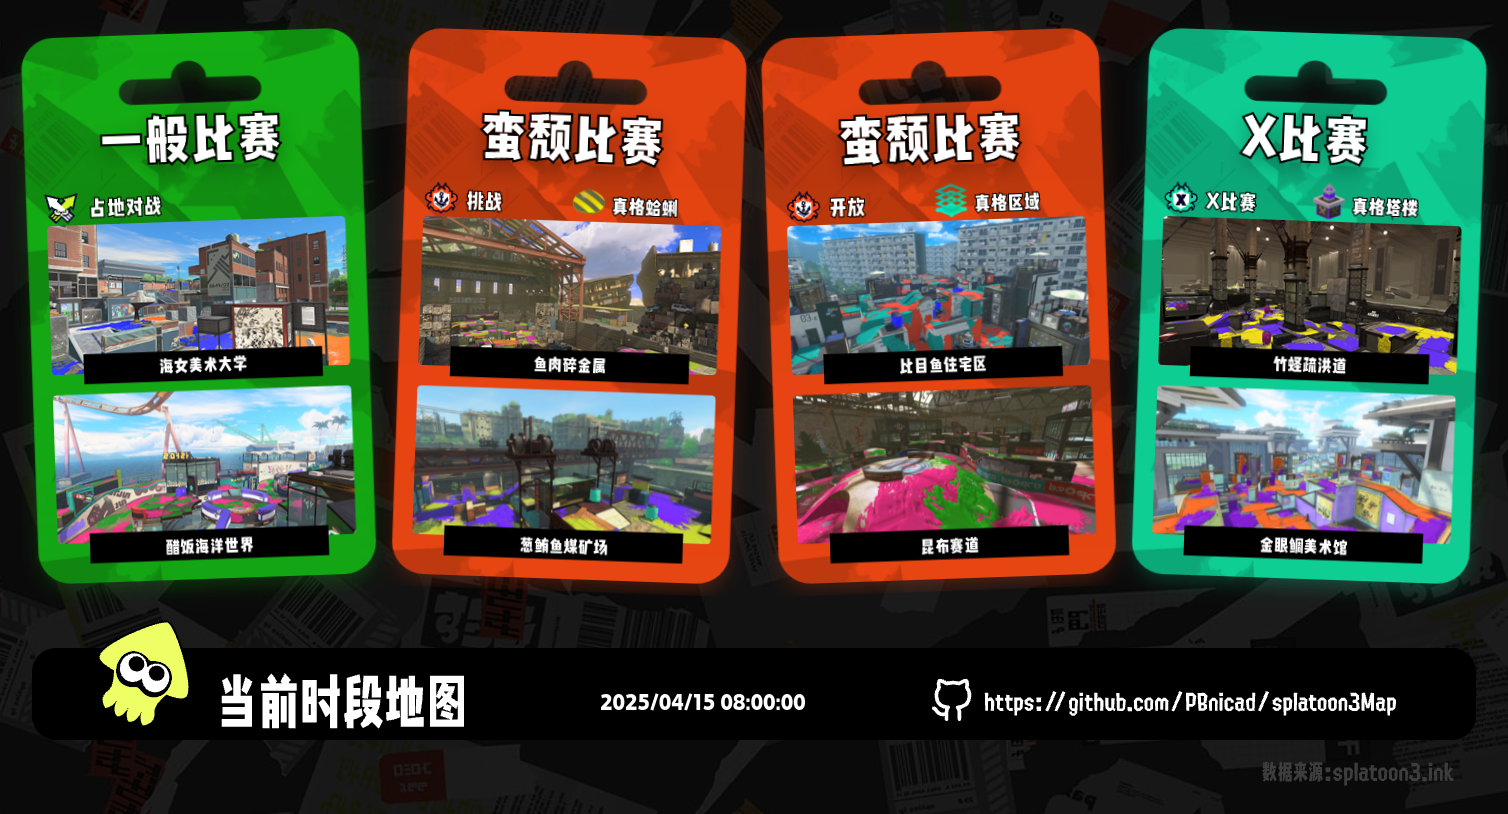 一般比赛
占地对战
海女美术大学
醋饭海洋世界
蛮颓比赛
挑战
真格蛤蜊
鱼肉碎金属
葱鲔鱼煤矿场
蛮颓比赛
开放
真格区域
比目鱼住宅区
昆布赛道
X比赛
X比赛
真格塔楼
竹蛏疏洪道
金眼鲷美术馆
当前时段地图
2025/04/15 08:00:00
https://github.com/PBnicad/splatoon3Map
数据来源:splatoon3.ink